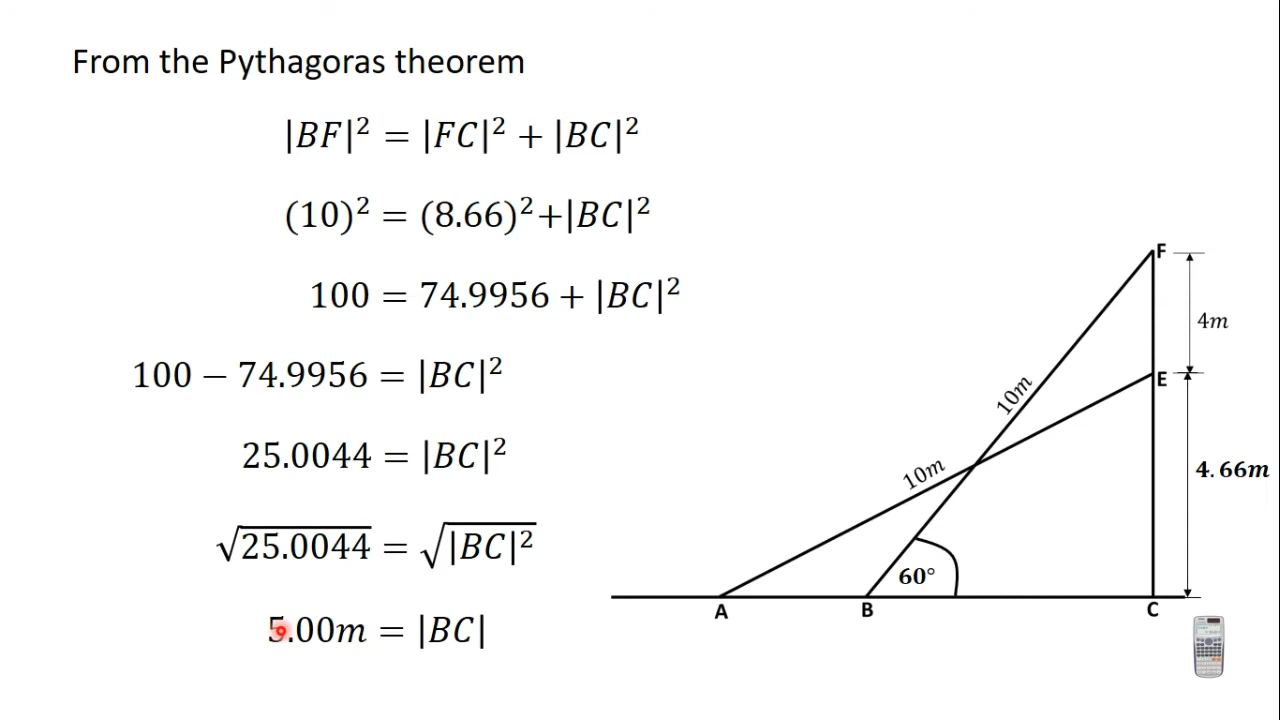 From the Pythagoras theorem
|BF|² = |FC|² + |BC|²
(10)² = (8.66)²+|BC|²
100 = 74.9956 + |BC|²
100 − 74.9956 = |BC|²
25.0044 = |BC|²
√25.0044 = √|BC|²
5.00m = |BC|
F
4m
E
10m
10m
4.66m
60°
A
B
C